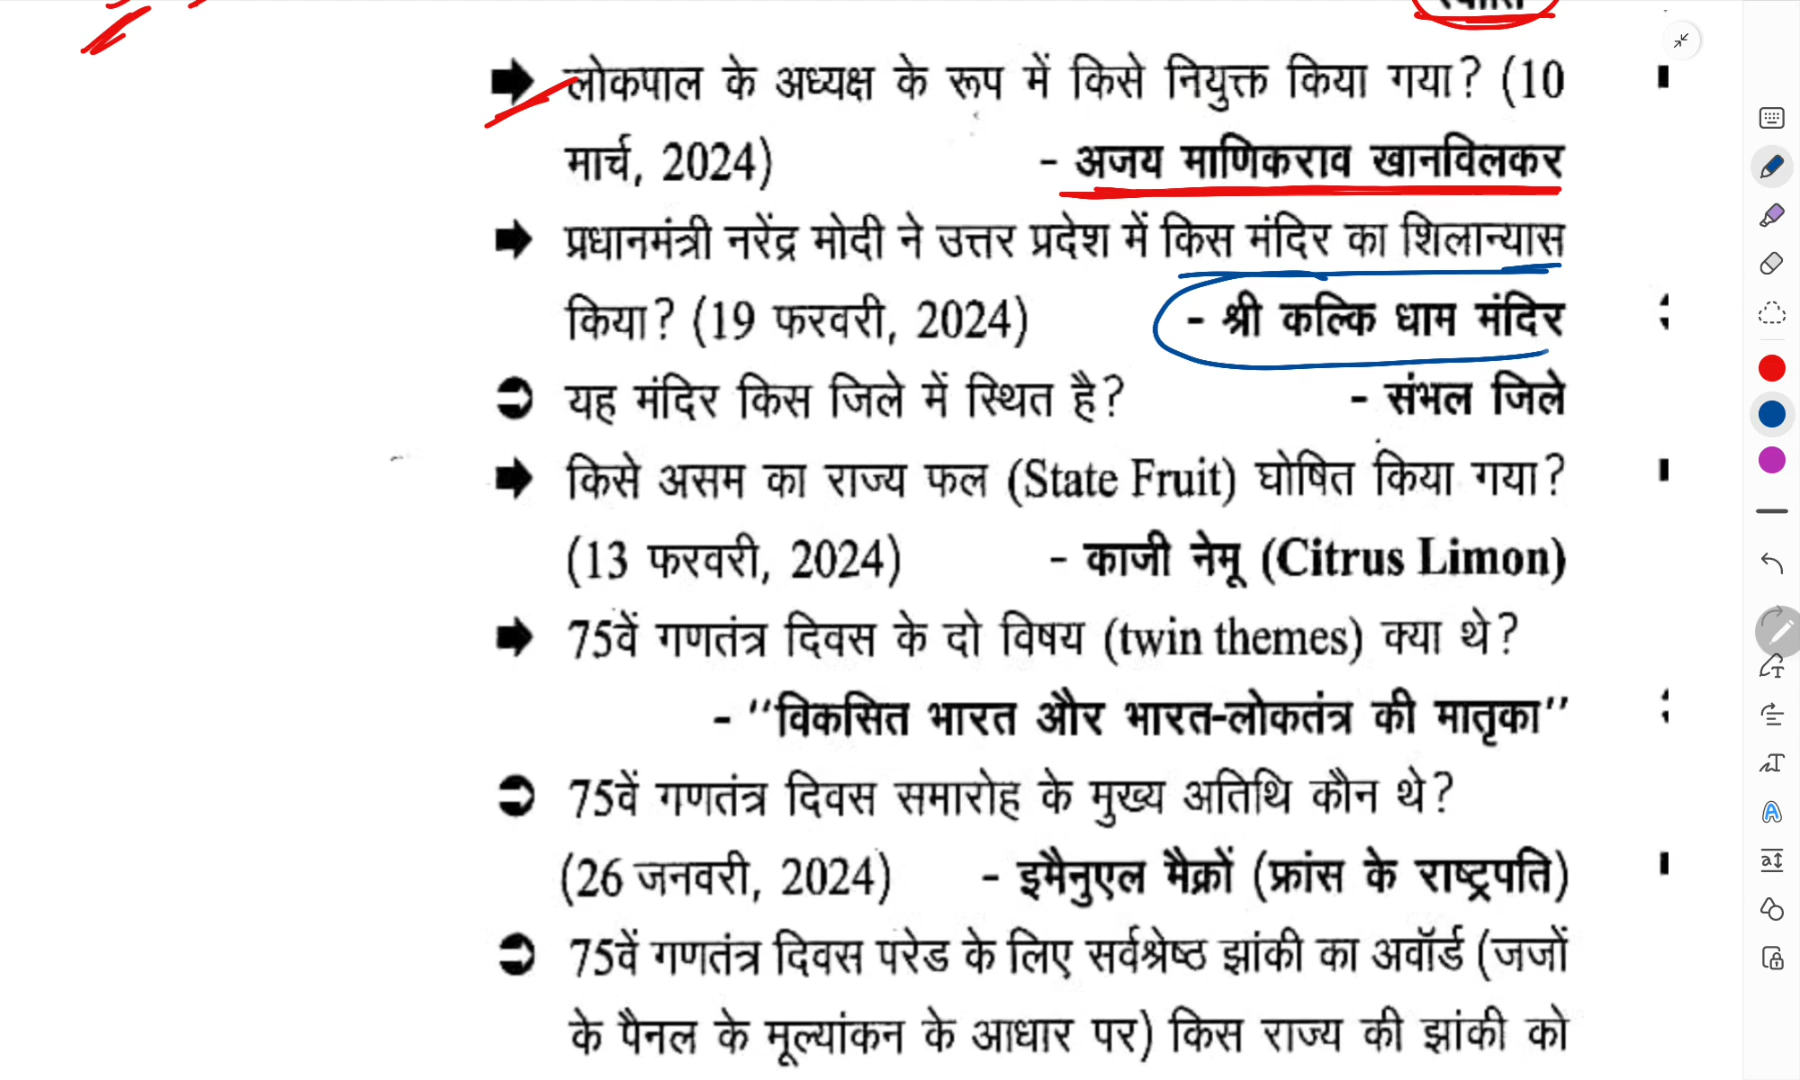 लोकपाल के अध्यक्ष के रूप में किसे नियुक्त किया गया? (10
मार्च, 2024) - अजय माणिकराव खानविलकर
प्रधानमंत्री नरेंद्र मोदी ने उत्तर प्रदेश में किस मंदिर का शिलान्यास
किया? (19 फरवरी, 2024) - श्री कल्कि धाम मंदिर
यह मंदिर किस जिले में स्थित है? - संभल जिले
किसे असम का राज्य फल (State Fruit) घोषित किया गया?
(13 फरवरी, 2024) - काजी नेमू (Citrus Limon)
75वें गणतंत्र दिवस के दो विषय (twin themes) क्या थे?
- ''विकसित भारत और भारत-लोकतंत्र की मातृका''
75वें गणतंत्र दिवस समारोह के मुख्य अतिथि कौन थे?
(26 जनवरी, 2024) - इमैनुएल मैक्रों (फ्रांस के राष्ट्रपति)
75वें गणतंत्र दिवस परेड के लिए सर्वश्रेष्ठ झांकी का अवॉर्ड (जजों
के पैनल के मूल्यांकन के आधार पर) किस राज्य की झांकी को